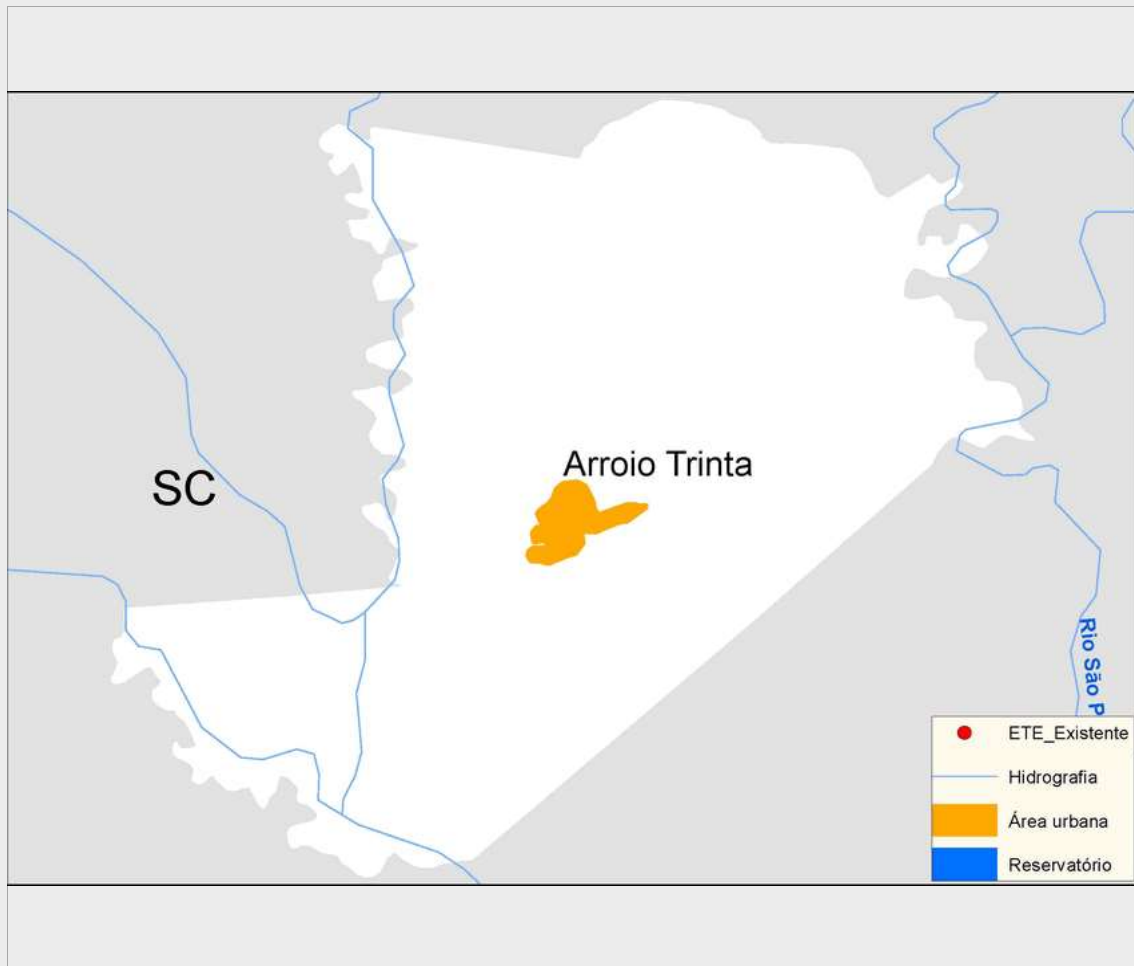 Arroio Trinta
SC
Rio São P
ETE_Existente
Hidrografia
Área urbana
Reservatório